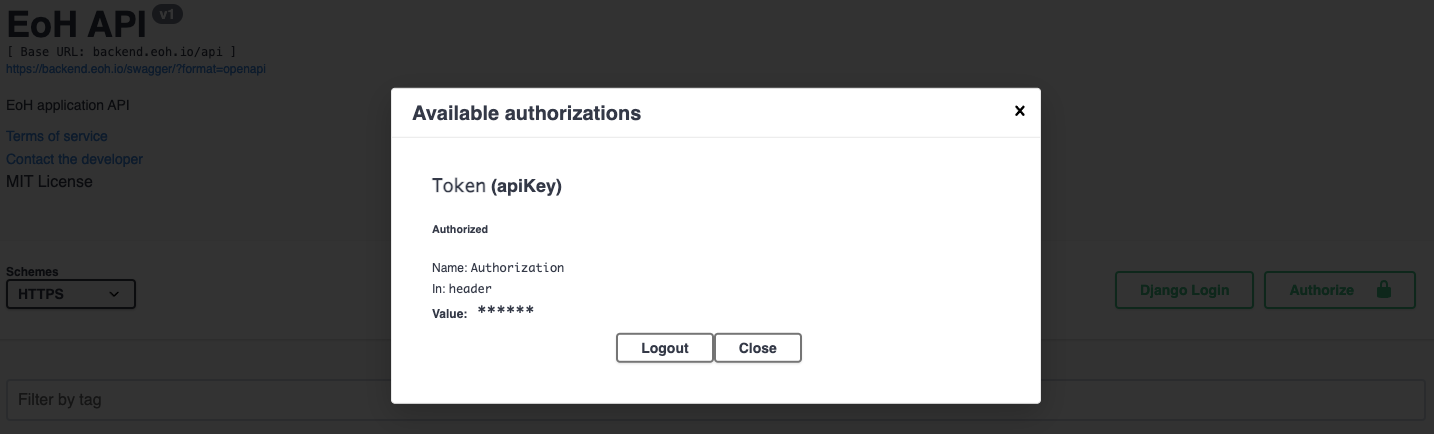 EoH API v1
[ Base URL: backend.eoh.io/api ]
https://backend.eoh.io/swagger/?format=openapi
EoH application API
Terms of service
Contact the developer
MIT License
Available authorizations
Token (apiKey)
Authorized
Name: Authorization
In: header
Value: ******
Logout Close
Schemes
HTTPS
Django Login
Authorize
Filter by tag